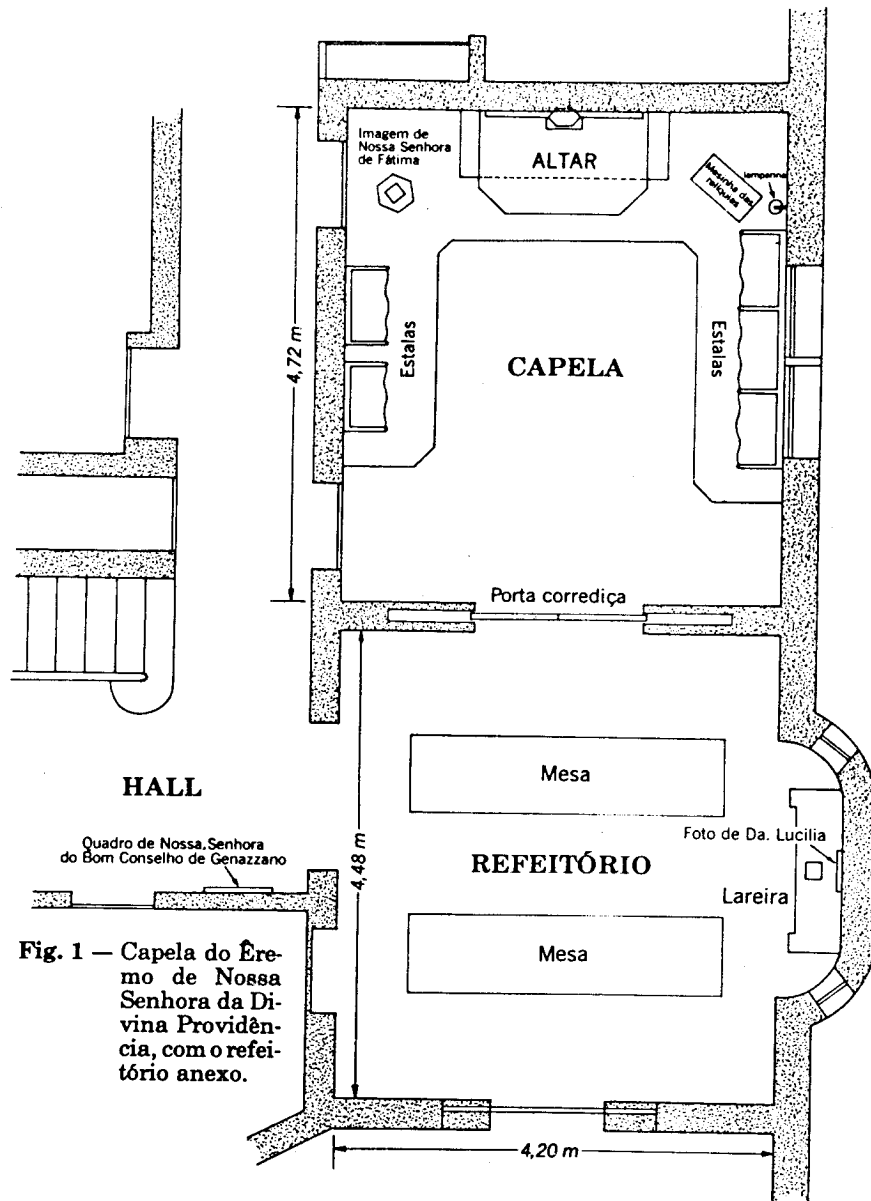 Imagem de
Nossa Senhora
de Fátima
ALTAR
Mesinha das
relíquias
lampanna
4,72 m
Estalas
CAPELA
Estalas
Porta corrediça
HALL
Mesa
Quadro de Nossa Senhora
do Bom Conselho de Genazzano
4,48 m
REFEITÓRIO
Foto de Da. Lucilia
Lareira
Mesa
Fig. 1 — Capela do Êre-
mo de Nossa
Senhora da Di-
vina Providên-
cia, com o refei-
tório anexo.
4,20 m